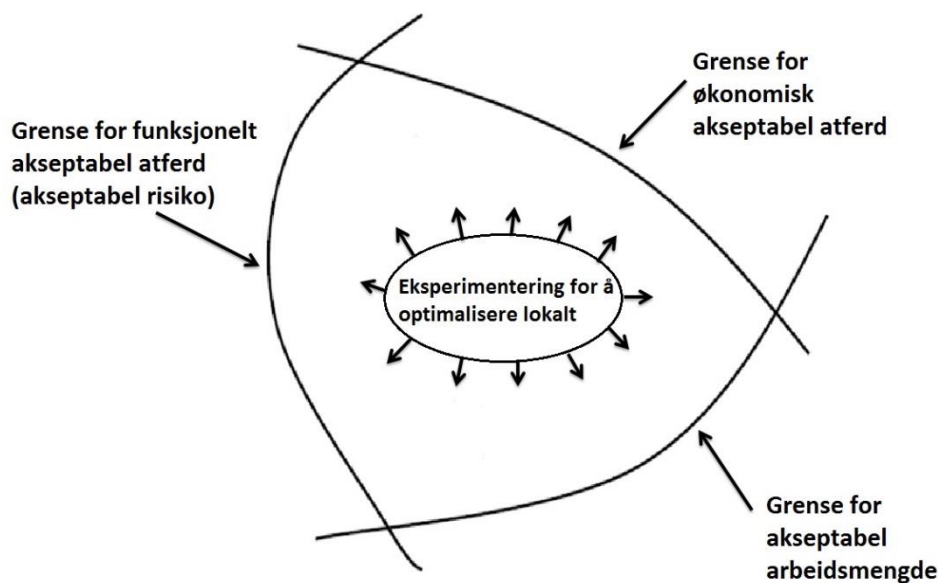 Grense for
økonomisk
akseptabel atferd
Grense for funksjonelt
akseptabel atferd
(akseptabel risiko)
Eksperimentering for å
optimalisere lokalt
Grense for
akseptabel
arbeidsmengde